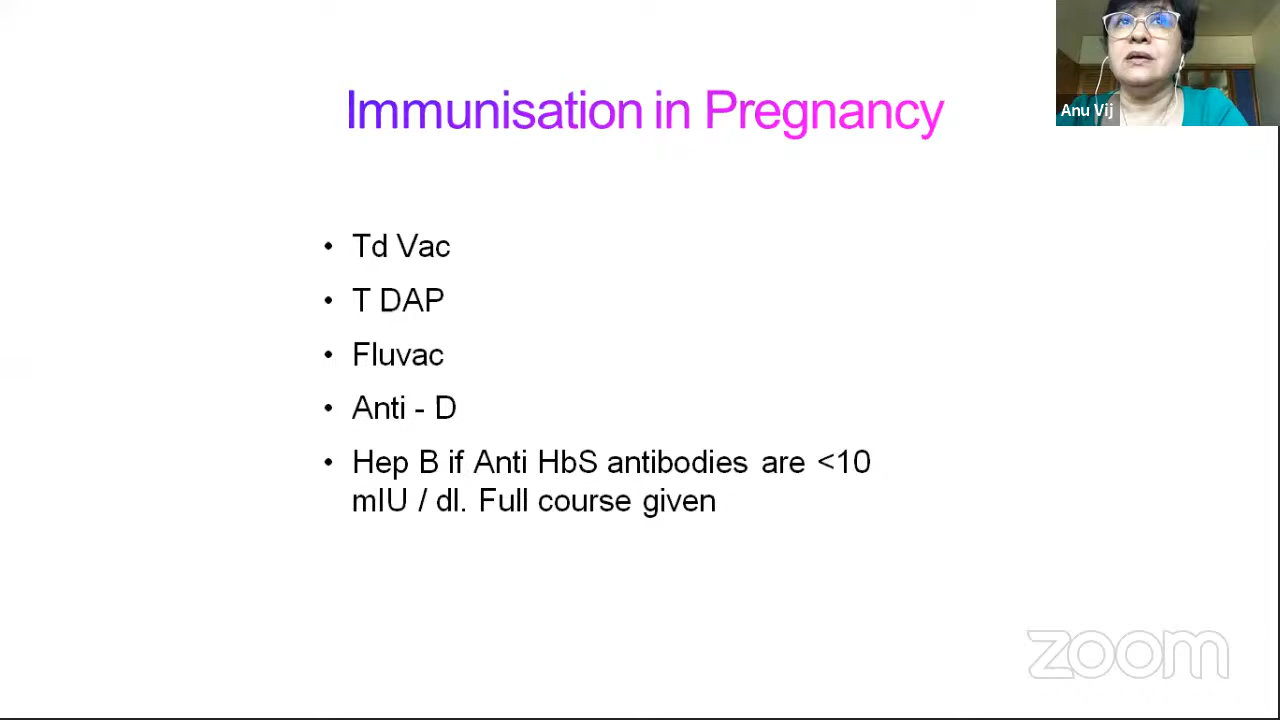 Anu Vij
Immunisation in Pregnancy
• Td Vac
• T DAP
• Fluvac
• Anti - D
• Hep B if Anti HbS antibodies are <10
mIU / dl. Full course given
zoom